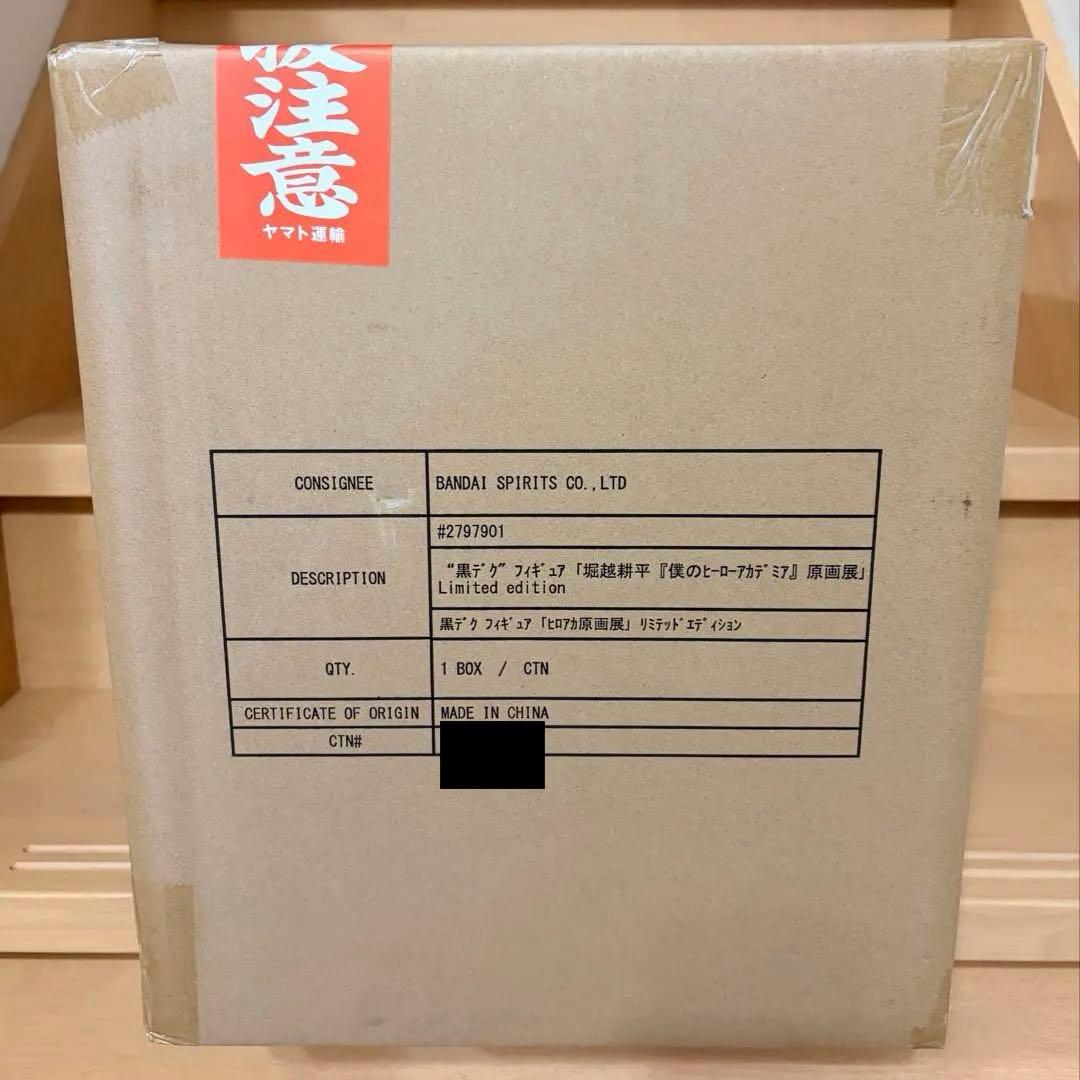 注意
ヤマト運輸
CONSIGNEE
BANDAI SPIRITS CO.,LTD
DESCRIPTION
#2797901
“黒ﾃﾞｸ” ﾌｨｷﾞｭｱ「堀越耕平『僕のﾋｰﾛｰｱｶﾃﾞﾐｱ』原画展」
Limited edition
黒ﾃﾞｸ ﾌｨｷﾞｭｱ「ﾋﾛｱｶ原画展」ﾘﾐﾃｯﾄﾞｴﾃﾞｨｼｮﾝ
QTY.
1 BOX / CTN
CERTIFICATE OF ORIGIN
MADE IN CHINA
CTN#